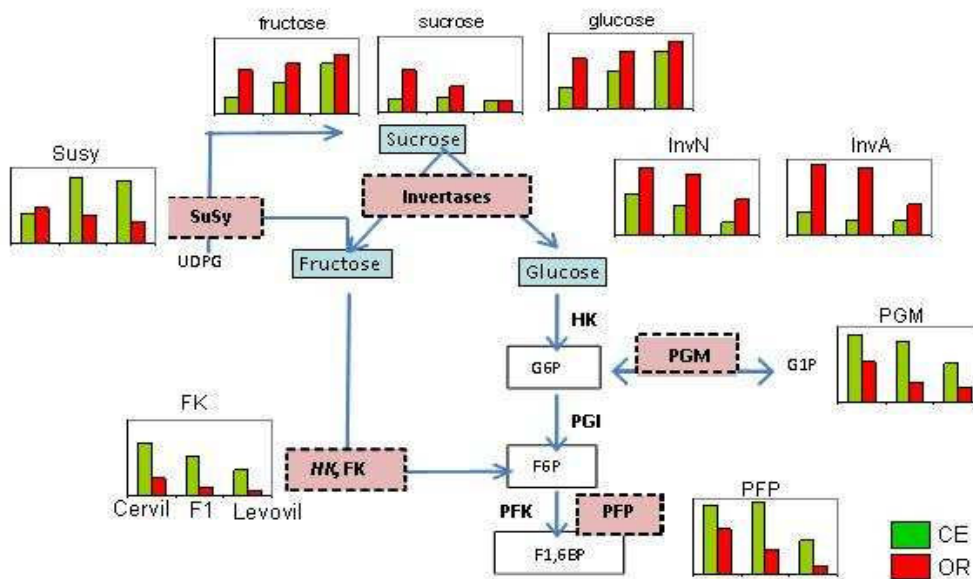 fructose
sucrose
glucose
Sucrose
Susy
InvN
InvA
Invertases
SuSy
UDPG
Fructose
Glucose
HK
PGM
PGM
G1P
G6P
FK
PGI
HK, FK
F6P
Cervil F1 Levovil
PFK
PFP
PFP
F1,6BP
CE
OR